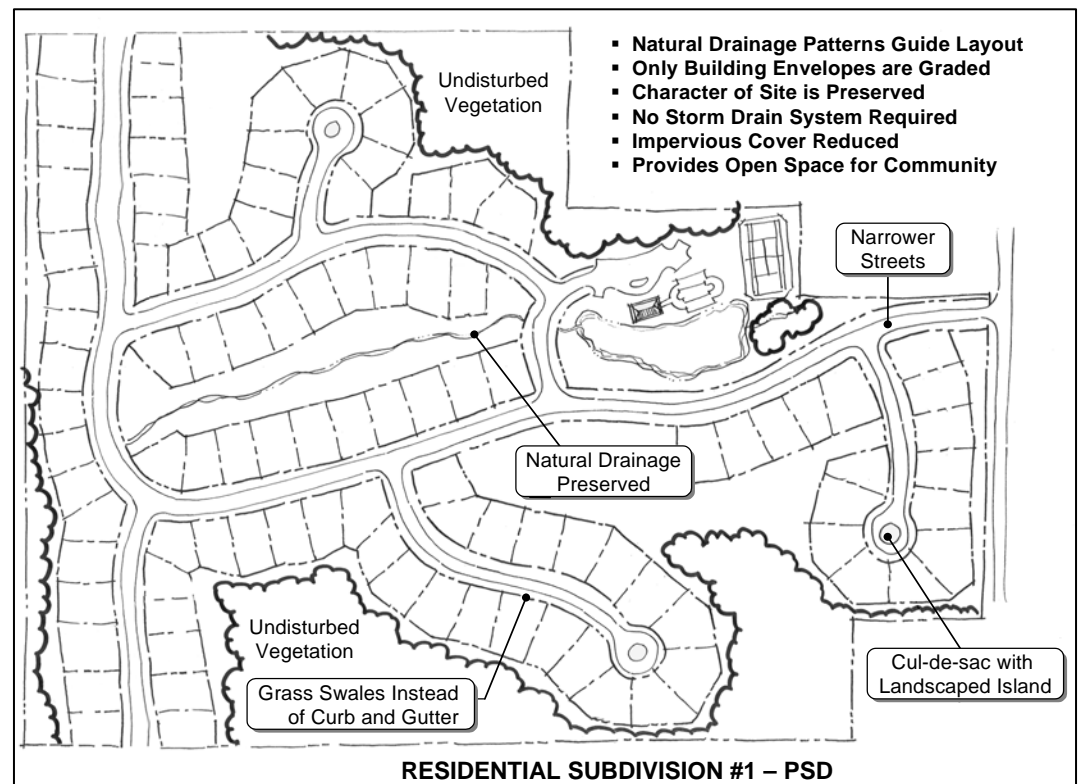 ▪ Natural Drainage Patterns Guide Layout
▪ Only Building Envelopes are Graded
▪ Character of Site is Preserved
▪ No Storm Drain System Required
▪ Impervious Cover Reduced
▪ Provides Open Space for Community
Undisturbed
Vegetation
Narrower
Streets
Natural Drainage
Preserved
Undisturbed
Vegetation
Grass Swales Instead
of Curb and Gutter
Cul-de-sac with
Landscaped Island
RESIDENTIAL SUBDIVISION #1 – PSD